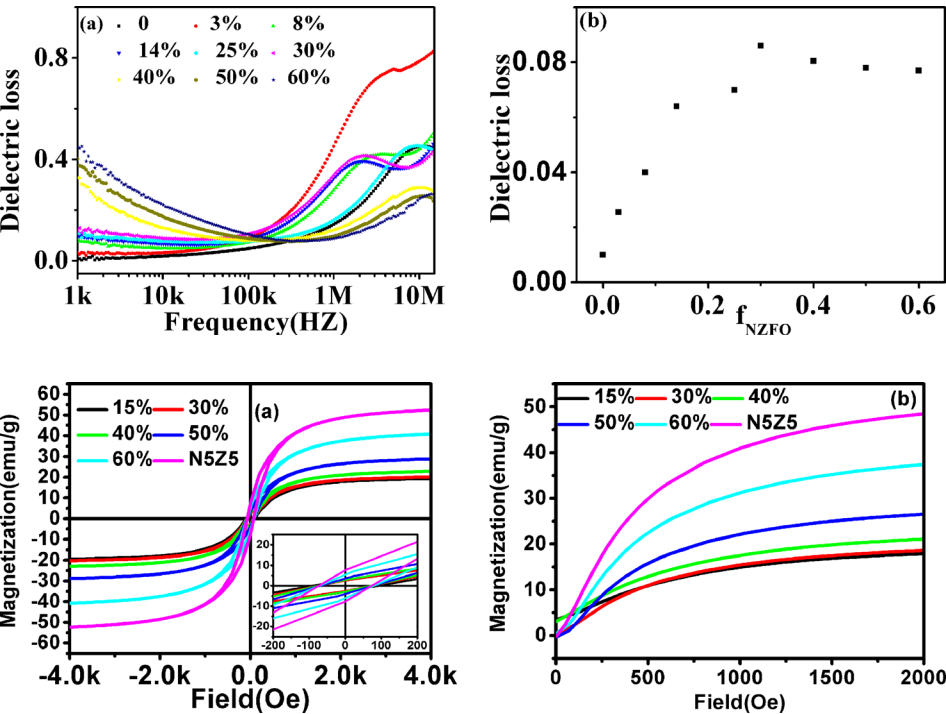 (a)
0 3% 8%
14% 25% 30%
40% 50% 60%
Dielectric loss
0.8
0.4
0.0
1k 10k 100k 1M 10M
Frequency(HZ)
(b)
Dielectric loss
0.08
0.04
0.00
0.0 0.2 0.4 0.6
fNZFO
(a)
15% 30%
40% 50%
60% N5Z5
Magnetization(emu/g)
60
50
40
30
20
10
0
-10
-20
-30
-40
-50
-60
20
10
0
-10
-20
-200 -100 0 100 200
-4.0k -2.0k 0.0 2.0k 4.0k
Field(Oe)
(b)
15% 30% 40%
50% 60% N5Z5
Magnetization(emu/g)
50
40
30
20
10
0
0 500 1000 1500 2000
Field(Oe)